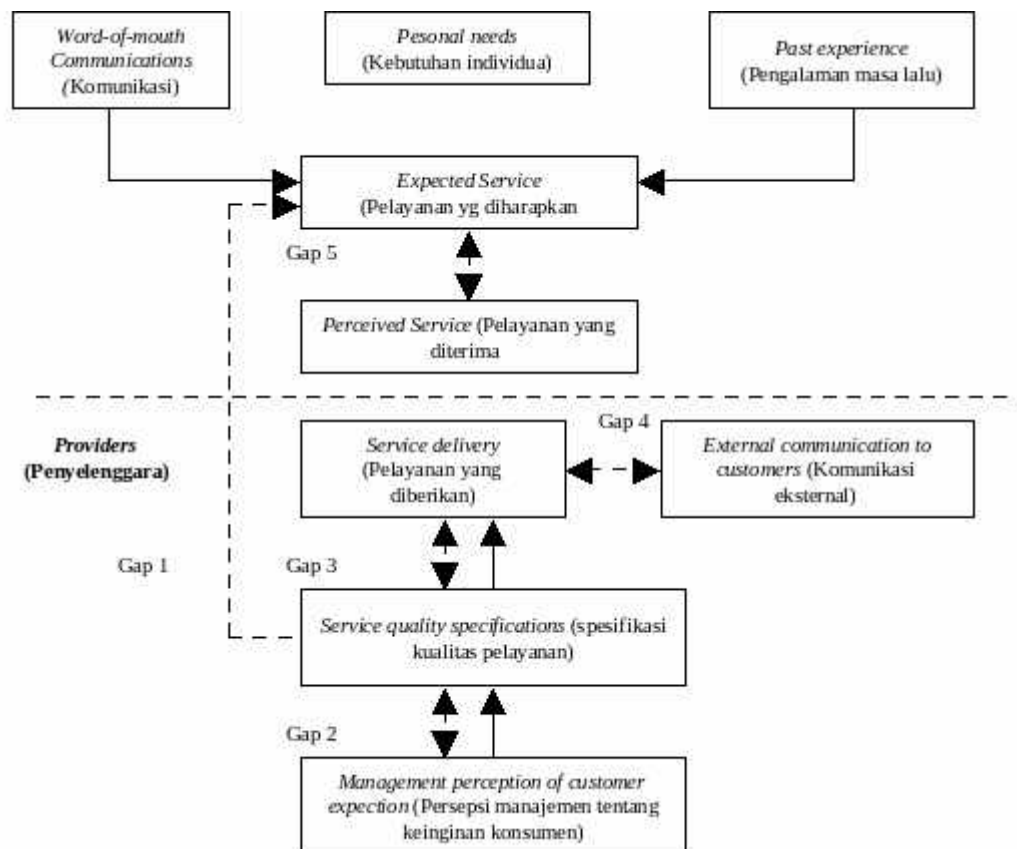 Word-of-mouth
Communications
(Komunikasi)
Pesonal needs
(Kebutuhan individua)
Past experience
(Pengalaman masa lalu)
Expected Service
(Pelayanan yg diharapkan
Gap 5
Perceived Service (Pelayanan yang
diterima
Providers
(Penyelenggara)
Service delivery
(Pelayanan yang
diberikan)
Gap 4
External communication to
customers (Komunikasi
eksternal)
Gap 1
Gap 3
Service quality specifications (spesifikasi
kualitas pelayanan)
Gap 2
Management perception of customer
expection (Persepsi manajemen tentang
keinginan konsumen)